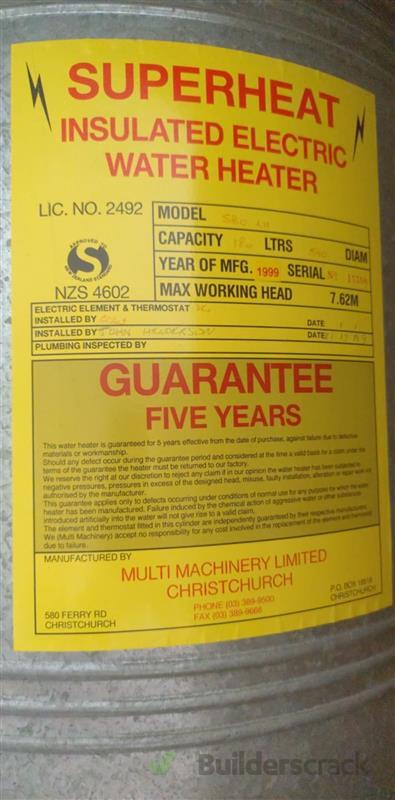 SUPERHEAT
INSULATED ELECTRIC
WATER HEATER
LIC. NO. 2492
APPROVED TO
S
NEW ZEALAND STANDARD
NZS 4602
MODEL
CAPACITY 180 LTRS DIAM
YEAR OF MFG. 1999 SERIAL
MAX WORKING HEAD 7.62M
ELECTRIC ELEMENT & THERMOSTAT
INSTALLED BY DATE
INSTALLED BY JOHN HENDERSON DATE
PLUMBING INSPECTED BY
GUARANTEE
FIVE YEARS
This water heater is guaranteed for 5 years effective from the date of purchase, against failure due to defective
materials or workmanship.
Should any defect occur during the guarantee period and considered at the time a valid basis for a claim under the
terms of the guarantee the heater must be returned to our factory.
We reserve the right at our discretion to reject any claim if in our opinion the water heater has been subjected to
negative pressures, pressures in excess of the designed head, misuse, faulty installation, alteration or repair work not
authorised by the manufacturer.
This guarantee applies only to defects occurring under conditions of normal use for any purposes for which the water
heater has been manufactured. Failure induced by the chemical action of aggressive water or other substances
introduced artificially into the water will not give rise to a valid claim.
The element and thermostat fitted in this cylinder are independently guaranteed by their respective manufacturers.
We (Multi Machinery) accept no responsibility for any cost involved in the replacement of the element and thermostat
due to failure.
MANUFACTURED BY
MULTI MACHINERY LIMITED
CHRISTCHURCH
580 FERRY RD
CHRISTCHURCH
PHONE (03) 389-9500
FAX (03) 389-9666
P.O. BOX
CHRISTCHURCH
Builderscrack